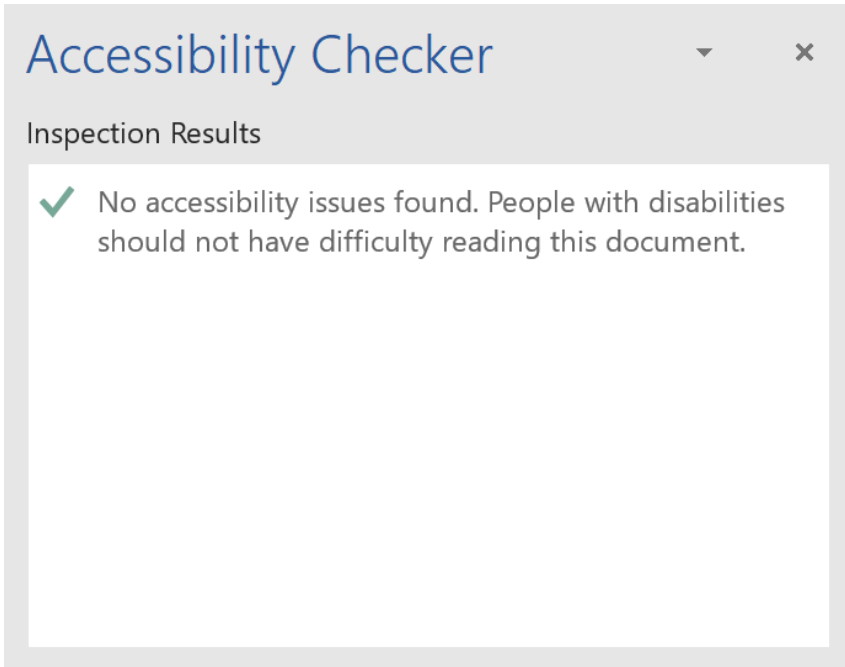 Accessibility Checker
Inspection Results
No accessibility issues found. People with disabilities
should not have difficulty reading this document.